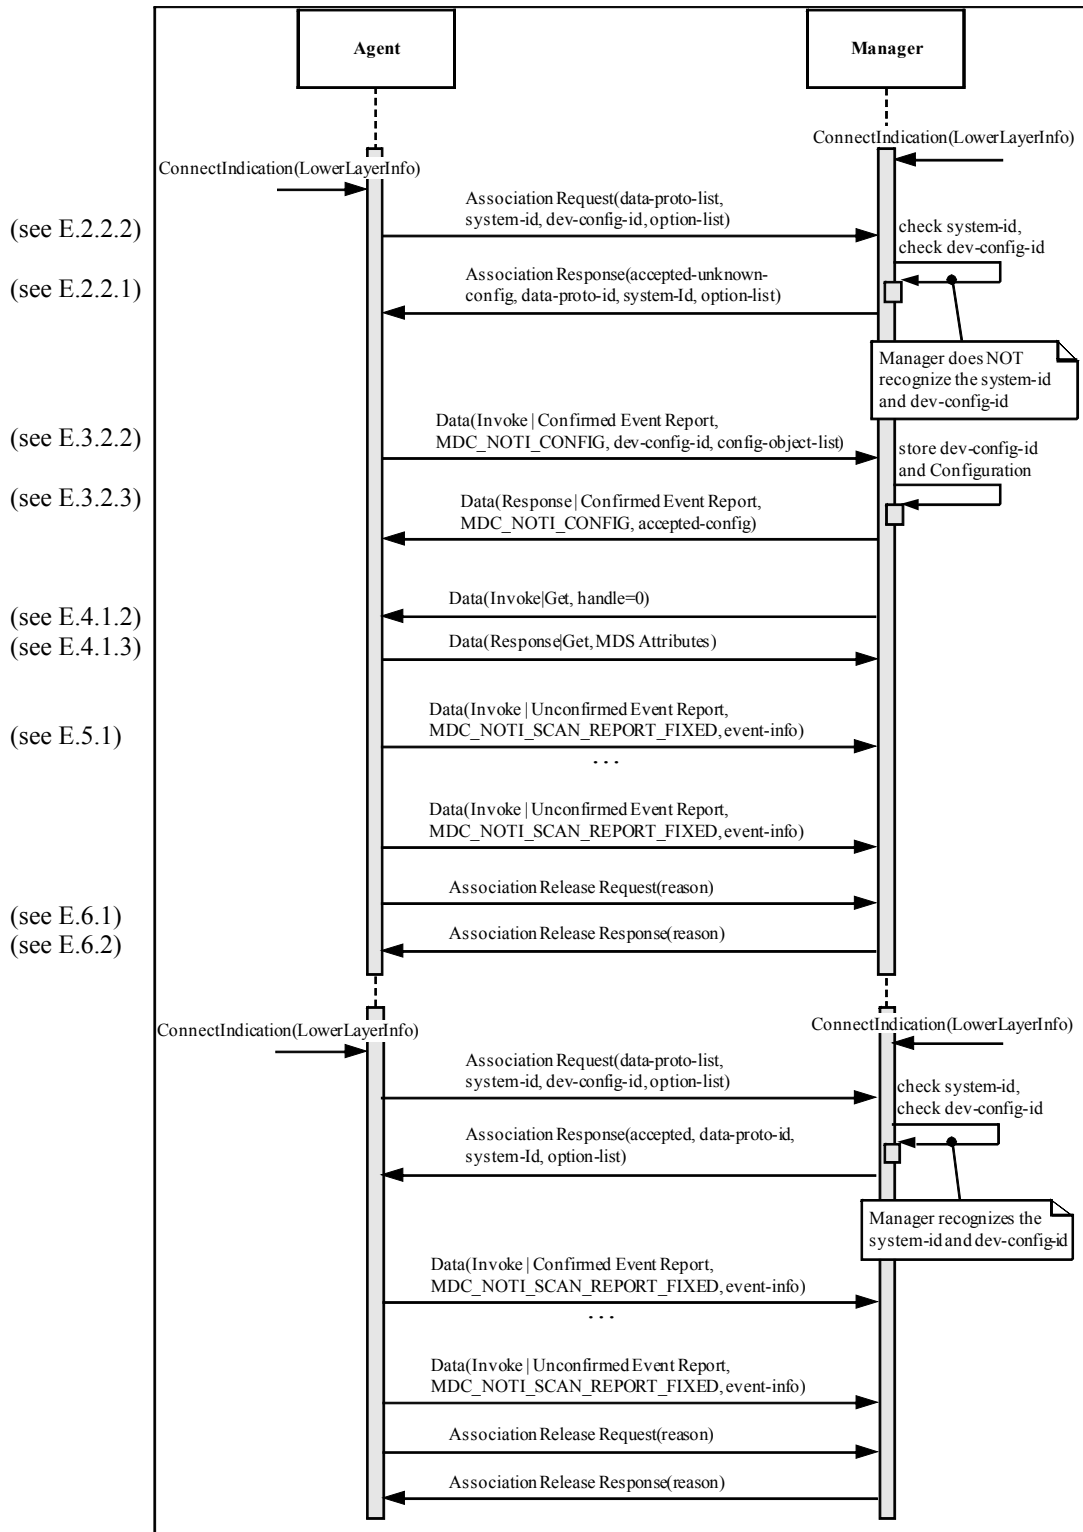 Agent
Manager
ConnectIndication(LowerLayerInfo)
ConnectIndication(LowerLayerInfo)
Association Request(data-proto-list,
system-id, dev-config-id, option-list)
(see E.2.2.2)
check system-id,
check dev-config-id
Association Response(accepted-unknown-
config, data-proto-id, system-Id, option-list)
(see E.2.2.1)
Manager does NOT
recognize the system-id
and dev-config-id
Data(Invoke | Confirmed Event Report,
MDC_NOTI_CONFIG, dev-config-id, config-object-list)
(see E.3.2.2)
store dev-config-id
and Configuration
(see E.3.2.3)
Data(Response | Confirmed Event Report,
MDC_NOTI_CONFIG, accepted-config)
Data(Invoke|Get, handle=0)
(see E.4.1.2)
(see E.4.1.3)
Data(Response|Get, MDS Attributes)
Data(Invoke | Unconfirmed Event Report,
MDC_NOTI_SCAN_REPORT_FIXED, event-info)
(see E.5.1)
. . .
Data(Invoke | Unconfirmed Event Report,
MDC_NOTI_SCAN_REPORT_FIXED, event-info)
Association Release Request(reason)
(see E.6.1)
Association Release Response(reason)
(see E.6.2)
ConnectIndication(LowerLayerInfo)
ConnectIndication(LowerLayerInfo)
Association Request(data-proto-list,
system-id, dev-config-id, option-list)
check system-id,
check dev-config-id
Association Response(accepted, data-proto-id,
system-Id, option-list)
Manager recognizes the
system-id and dev-config-id
Data(Invoke | Confirmed Event Report,
MDC_NOTI_SCAN_REPORT_FIXED, event-info)
. . .
Data(Invoke | Unconfirmed Event Report,
MDC_NOTI_SCAN_REPORT_FIXED, event-info)
Association Release Request(reason)
Association Release Response(reason)